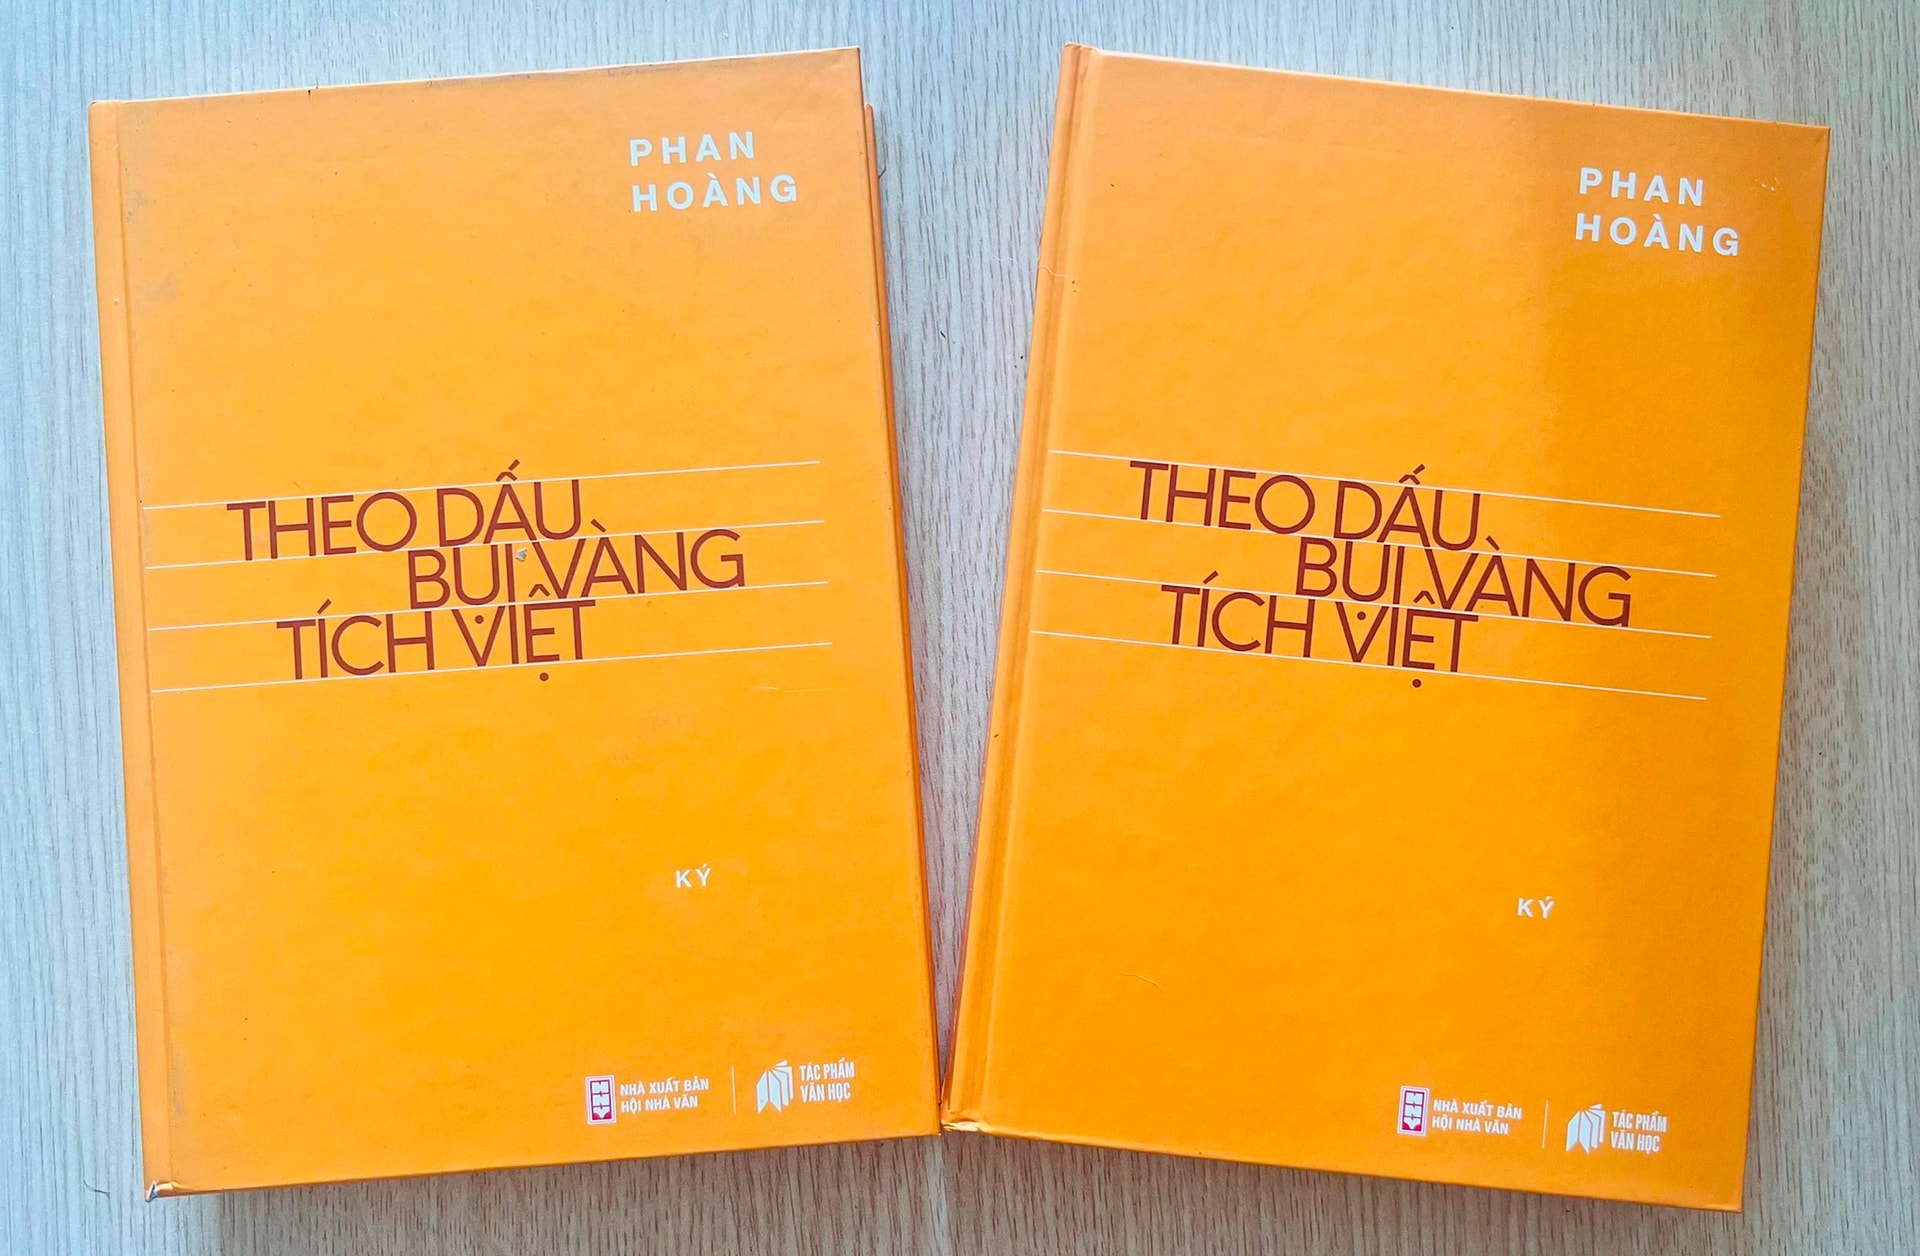 PHAN
HOÀNG
THEO DẤU
BỤI VÀNG
TÍCH VIỆT
KÝ
NHÀ XUẤT BẢN
HỘI NHÀ VĂN
TÁC PHẨM
VĂN HỌC
PHAN
HOÀNG
THEO DẤU
BỤI VÀNG
TÍCH VIỆT
KÝ
HNV
NHÀ XUẤT BẢN
HỘI NHÀ VĂN
TÁC PHẨM
VĂN HỌC